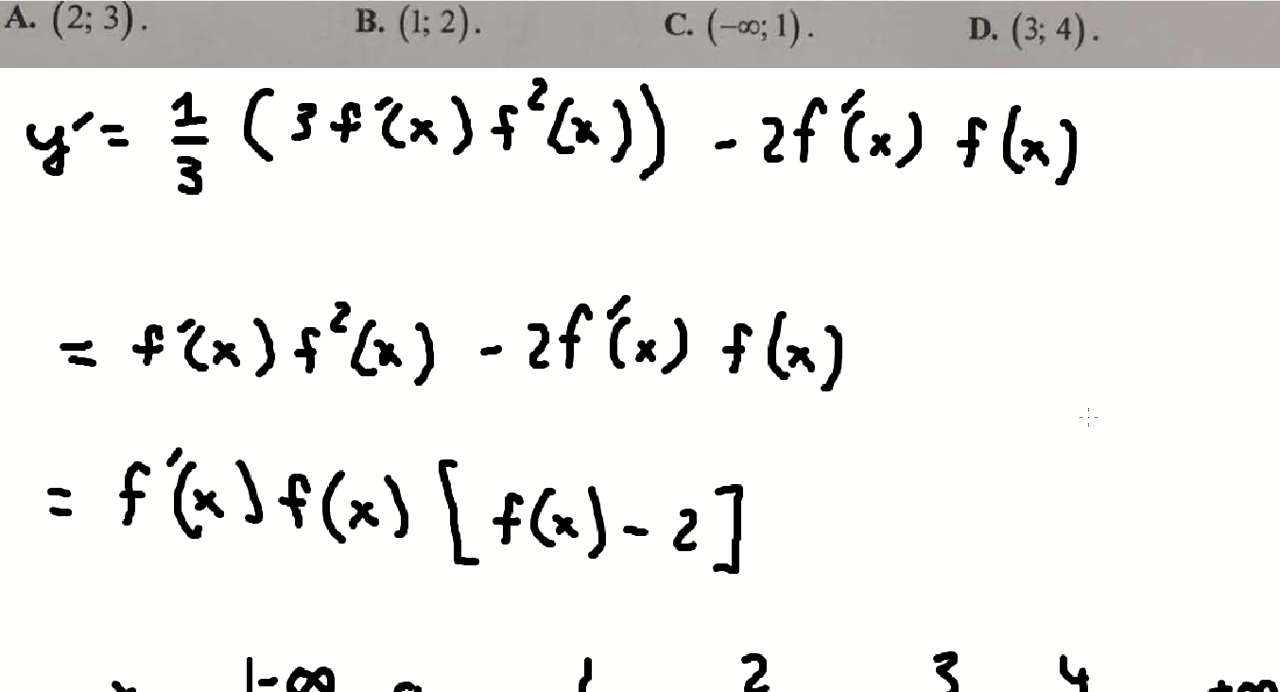 A. (2; 3). B. (1; 2). C. (−∞; 1). D. (3; 4).
y' = 1/3 (3f'(x) f²(x)) - 2f'(x) f(x)
= f'(x) f²(x) - 2f'(x) f(x)
= f'(x) f(x) [f(x) - 2]
-∞ 1 2 3 4 +∞